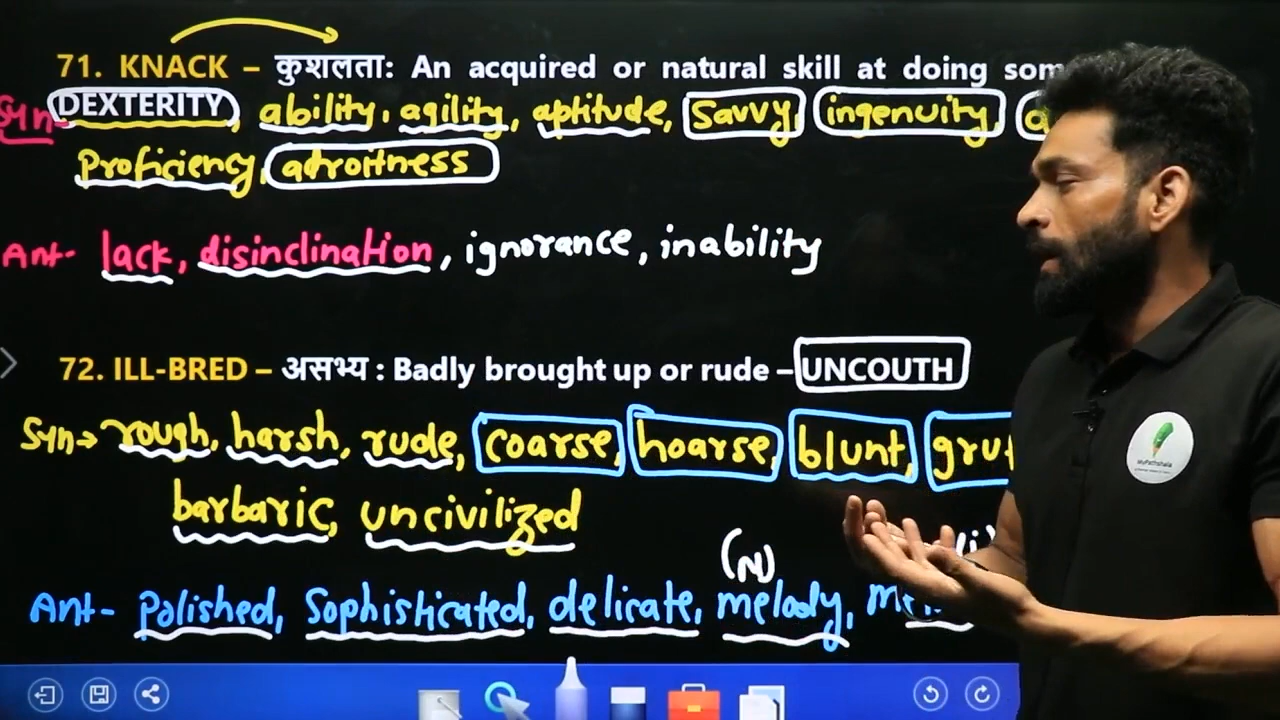 71. KNACK – कुशलता: An acquired or natural skill at doing som
Syn- DEXTERITY, ability, agility, aptitude, savvy, ingenuity,
Proficiency, adroitness
Ant- lack, disinclination, ignorance, inability
72. ILL-BRED – असभ्य : Badly brought up or rude – UNCOUTH
Syn→ rough, harsh, rude, coarse, hoarse, blunt, gruf
barbaric, uncivilized
(N)
Ant- Polished, Sophisticated, delicate, melody,
MyPathshala